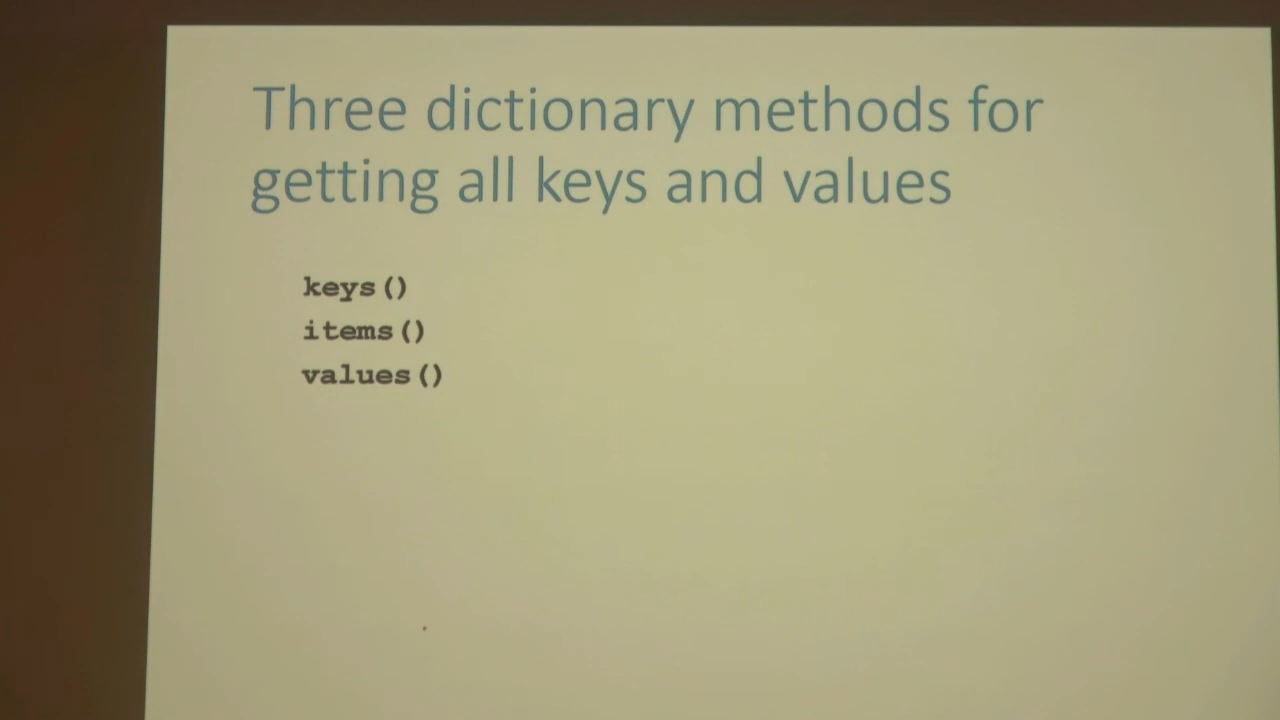 Three dictionary methods for
getting all keys and values
keys()
items()
values()